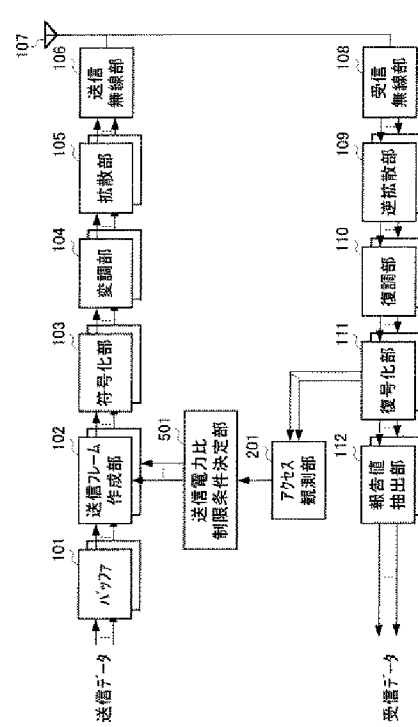 送信データ
101
バッファ
102
送信フレーム
作成部
103
符号化部
104
変調部
105
拡散部
106
送信
無線部
107
501
送信電力比
制限条件決定部
201
アクセス
観測部
108
受信
無線部
109
逆拡散部
110
復調部
111
復号化部
112
報告値
抽出部
受信データ